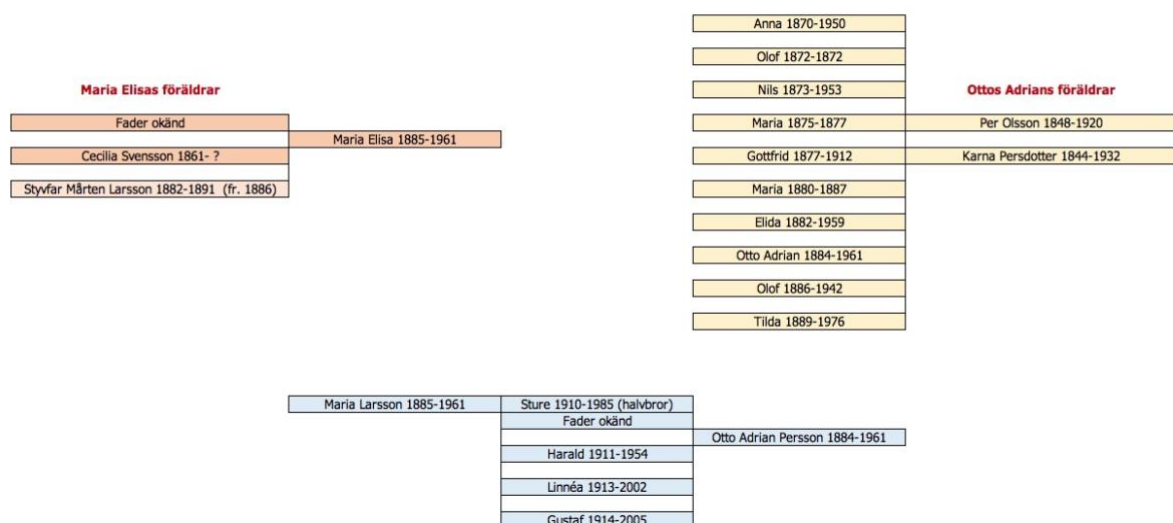 Maria Elisas föräldrar
Fader okänd
Cecilia Svensson 1861- ?
Styvfar Mårten Larsson 1882-1891 (fr. 1886)
Maria Elisa 1885-1961
Anna 1870-1950
Olof 1872-1872
Nils 1873-1953
Maria 1875-1877
Gottfrid 1877-1912
Maria 1880-1887
Elida 1882-1959
Otto Adrian 1884-1961
Olof 1886-1942
Tilda 1889-1976
Ottos Adrians föräldrar
Per Olsson 1848-1920
Karna Persdotter 1844-1932
Maria Larsson 1885-1961
Sture 1910-1985 (halvbror)
Fader okänd
Harald 1911-1954
Linnéa 1913-2002
Gustaf 1914-2005
Otto Adrian Persson 1884-1961